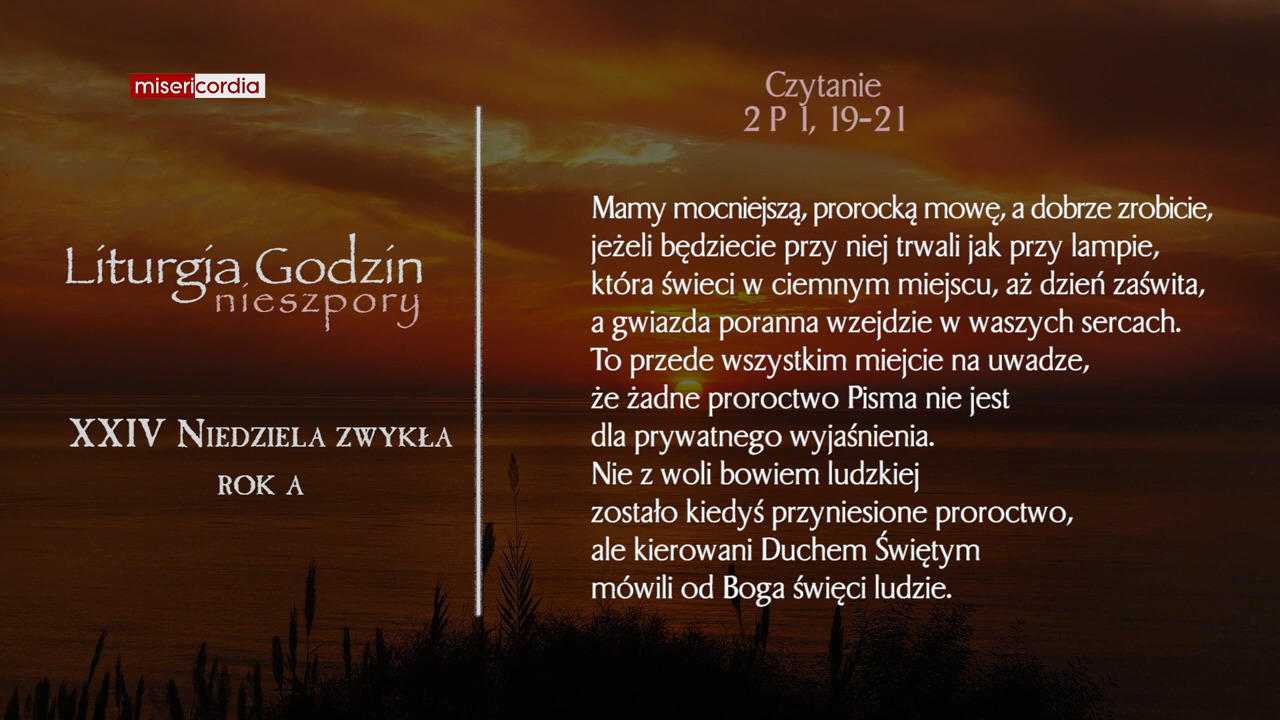 misericordia
Liturgia Godzin
nieszpory
XXIV Niedziela zwykła
rok a
Czytanie
2 P 1, 19-21
Mamy mocniejszą, prorocką mowę, a dobrze zrobicie,
jeżeli będziecie przy niej trwali jak przy lampie,
która świeci w ciemnym miejscu, aż dzień zaświta,
a gwiazda poranna wzejdzie w waszych sercach.
To przede wszystkim miejcie na uwadze,
że żadne proroctwo Pisma nie jest
dla prywatnego wyjaśnienia.
Nie z woli bowiem ludzkiej
zostało kiedyś przyniesione proroctwo,
ale kierowani Duchem Świętym
mówili od Boga święci ludzie.